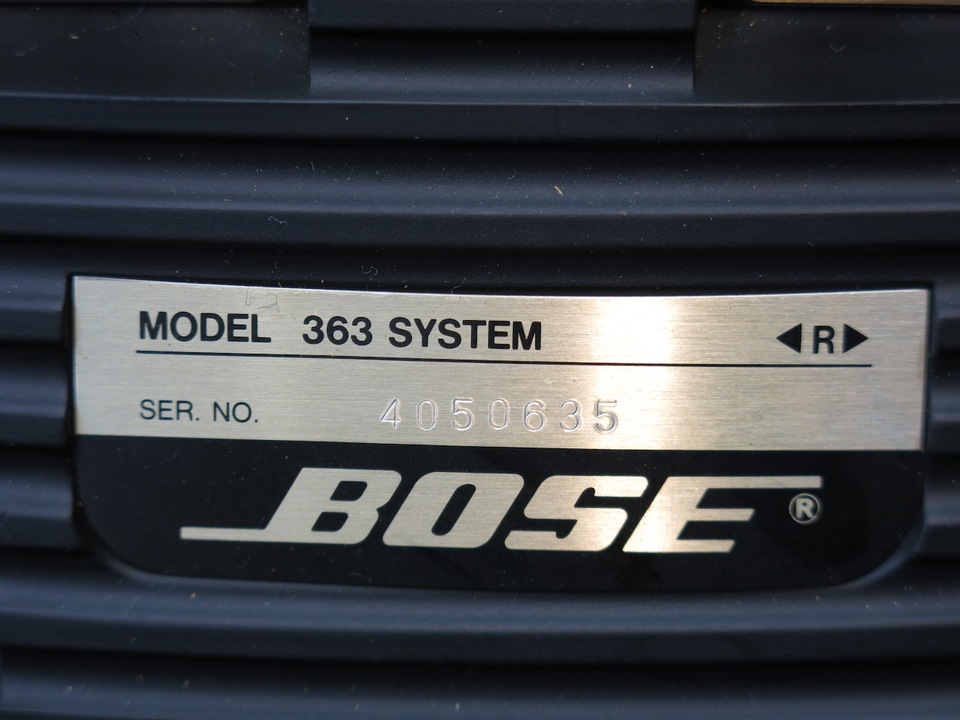 MODEL 363 SYSTEM ◀R▶
SER. NO. 4050635
BOSE®